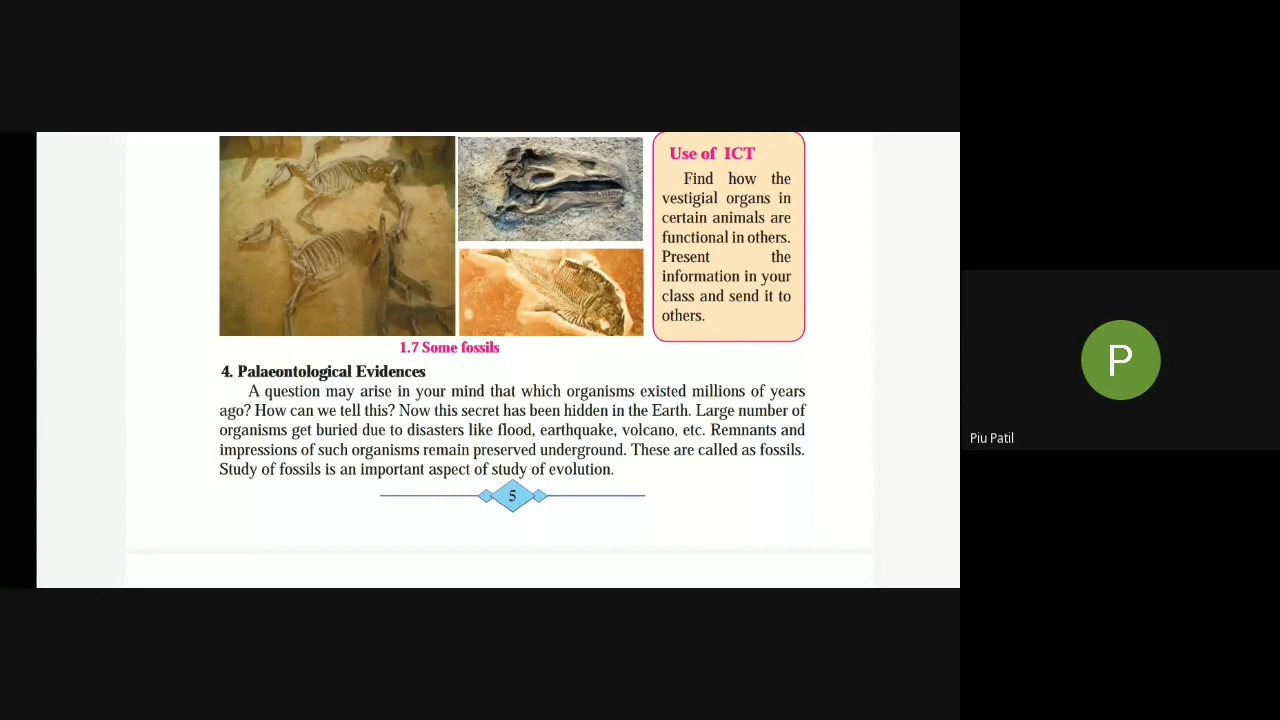 Use of ICT
Find how the
vestigial organs in
certain animals are
functional in others.
Present the
information in your
class and send it to
others.
1.7 Some fossils
4. Palaeontological Evidences
A question may arise in your mind that which organisms existed millions of years
ago? How can we tell this? Now this secret has been hidden in the Earth. Large number of
organisms get buried due to disasters like flood, earthquake, volcano, etc. Remnants and
impressions of such organisms remain preserved underground. These are called as fossils.
Study of fossils is an important aspect of study of evolution.
5
P
Piu Patil